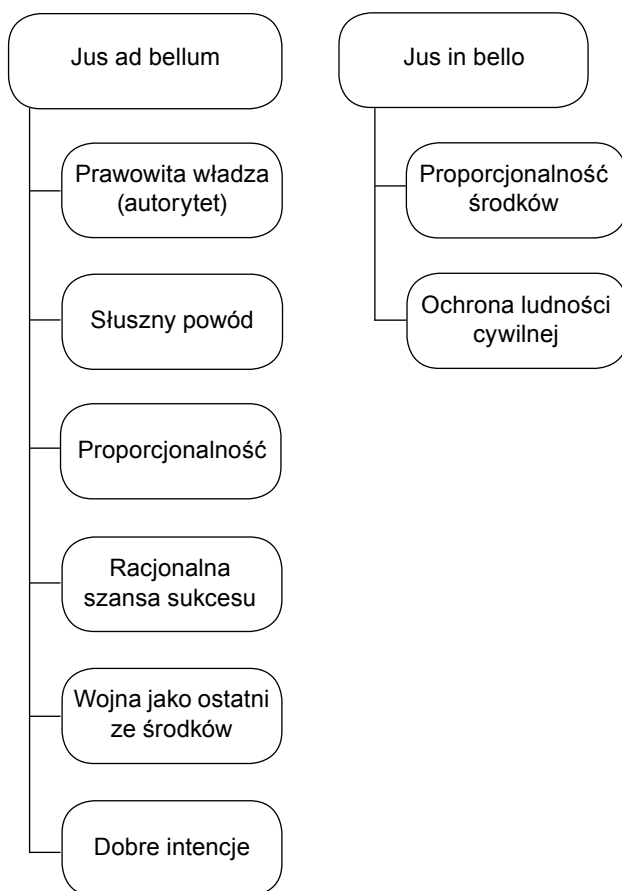 Jus ad bellum
Prawowita władza
(autorytet)
Słuszny powód
Proporcjonalność
Racjonalna
szansa sukcesu
Wojna jako ostatni
ze środków
Dobre intencje
Jus in bello
Proporcjonalność
środków
Ochrona ludności
cywilnej